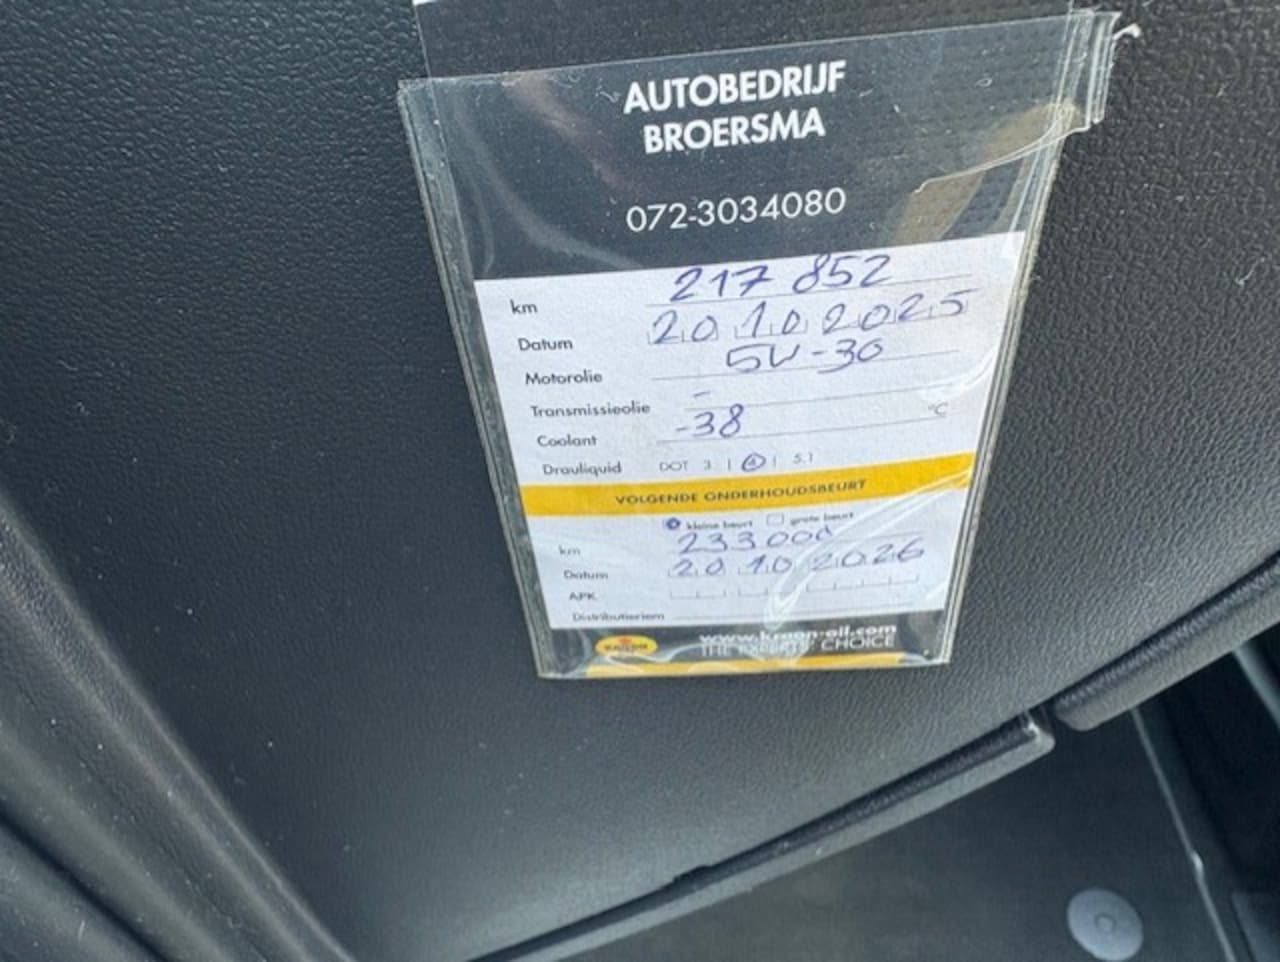 AUTOBEDRIJF
BROERSMA
072-3034080
km 217 852
Datum 20 10 2025
Motorolie 5W-30
Transmissieolie -
Coolant -38 °C
Drauliquid DOT 3 | 4 | 5.1
VOLGENDE ONDERHOUDSBEURT
kleine beurt grote beurt
km 233000
Datum 20 10 2026
APK
Distributieriem
KROON OIL www.kroon-oil.com
THE EXPERTS' CHOICE